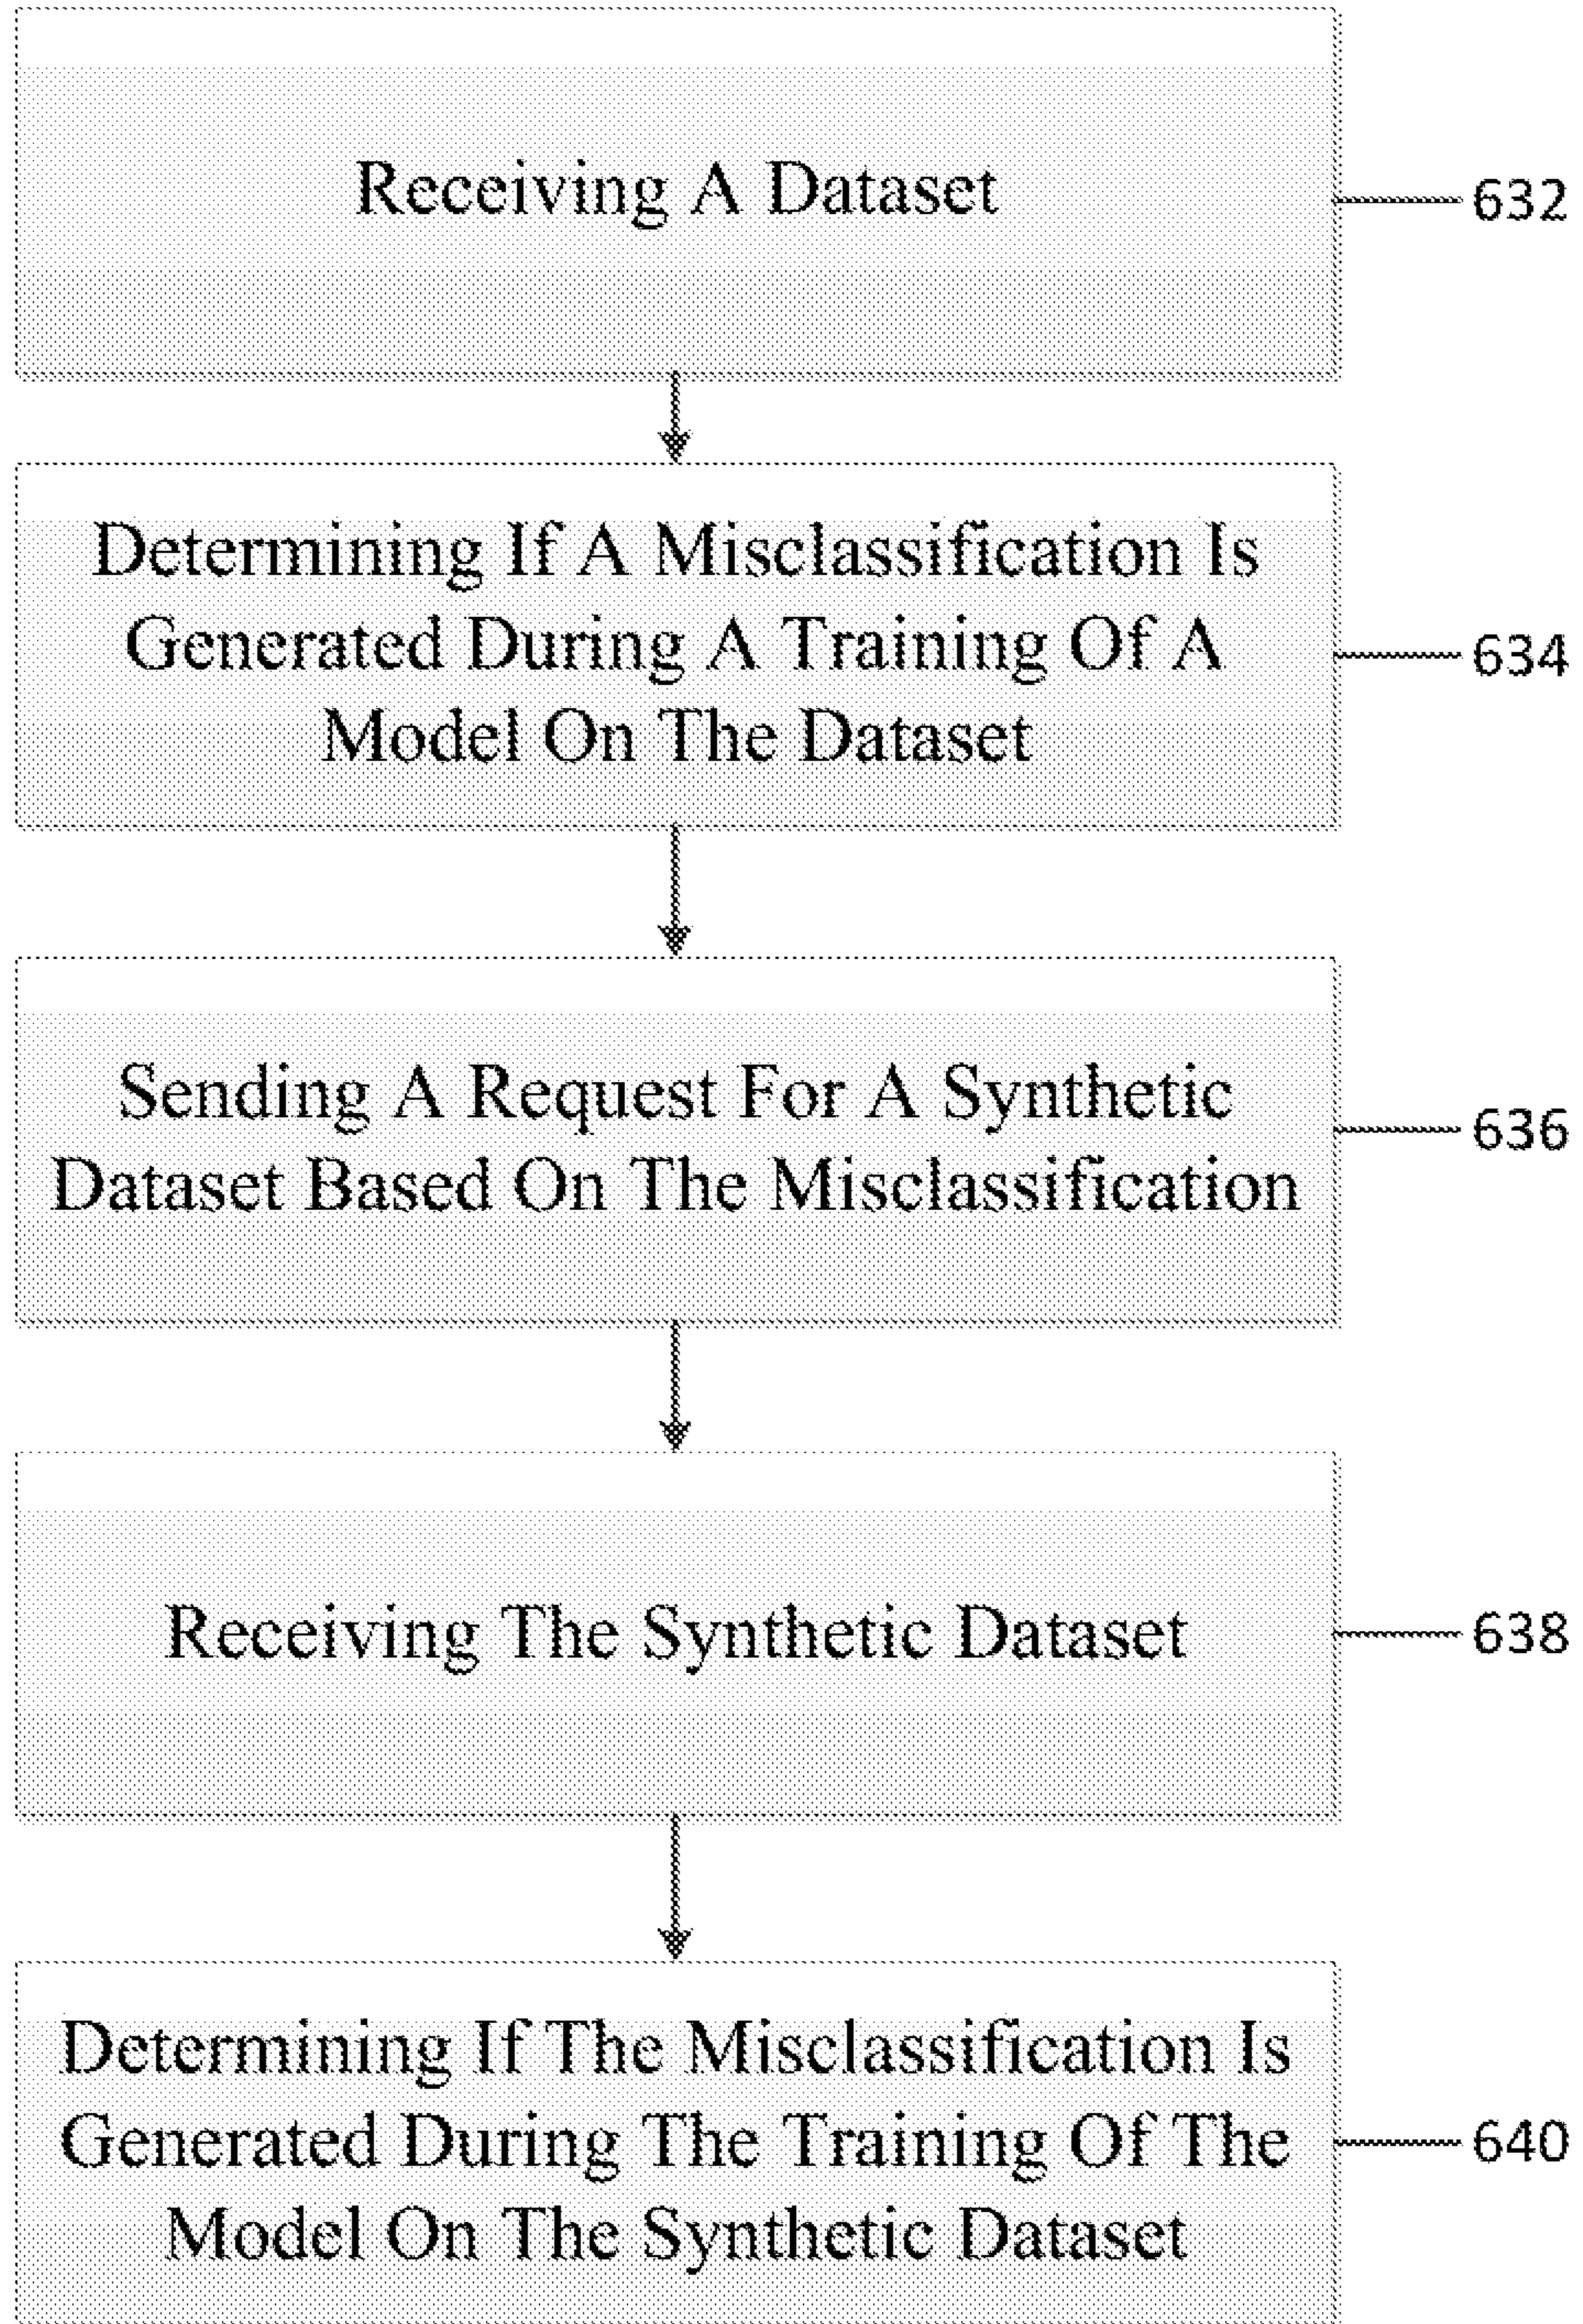 Receiving A Dataset
632
Determining If A Misclassification Is
Generated During A Training Of A
Model On The Dataset
634
Sending A Request For A Synthetic
Dataset Based On The Misclassification
636
Receiving The Synthetic Dataset
638
Determining If The Misclassification Is
Generated During The Training Of The
Model On The Synthetic Dataset
640